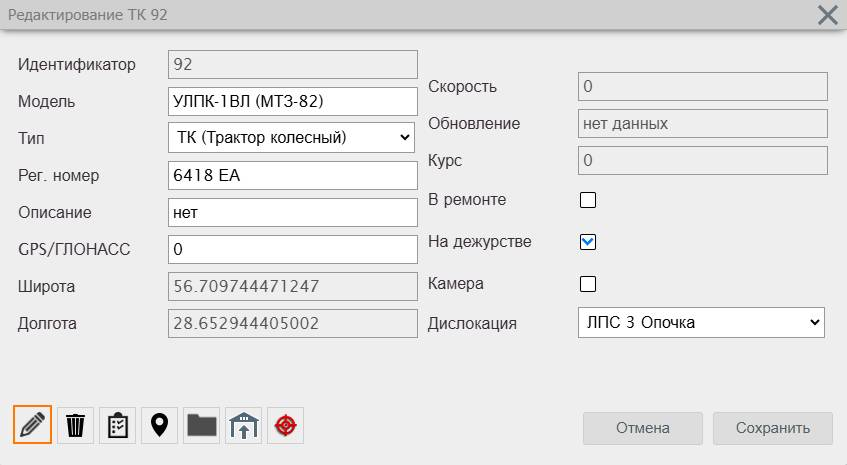 Редактирование ТК 92
Идентификатор 92
Модель УЛПК-1ВЛ (МТЗ-82)
Тип ТК (Трактор колесный)
Рег. номер 6418 ЕА
Описание нет
GPS/ГЛОНАСС 0
Широта 56.709744471247
Долгота 28.652944405002
Скорость 0
Обновление нет данных
Курс 0
В ремонте
На дежурстве
Камера
Дислокация ЛПС 3 Опочка
Отмена Сохранить